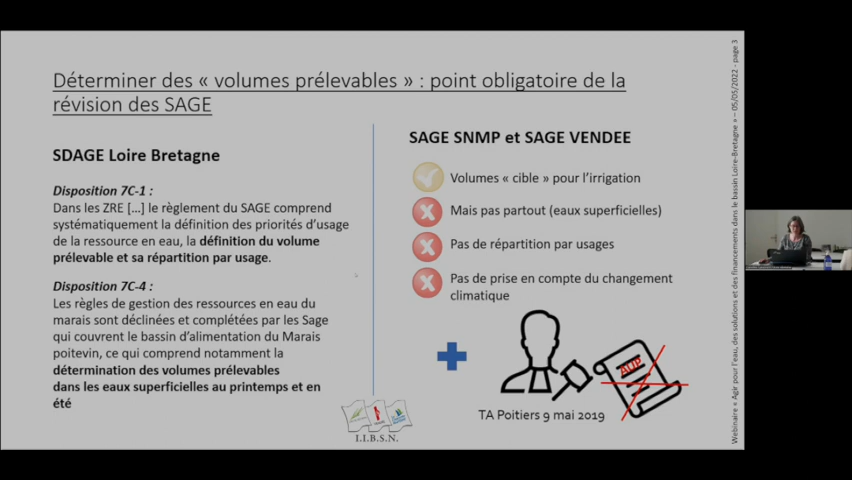 Déterminer des « volumes prélevables » : point obligatoire de la
révision des SAGE
SDAGE Loire Bretagne
Disposition 7C-1 :
Dans les ZRE [...] le règlement du SAGE comprend
systématiquement la définition des priorités d'usage
de la ressource en eau, la définition du volume
prélevable et sa répartition par usage.
Disposition 7C-4 :
Les règles de gestion des ressources en eau du
marais sont déclinées et complétées par les Sage
qui couvrent le bassin d'alimentation du Marais
poitevin, ce qui comprend notamment la
détermination des volumes prélevables
dans les eaux superficielles au printemps et en
été
SAGE SNMP et SAGE VENDEE
Volumes « cible » pour l'irrigation
Mais pas partout (eaux superficielles)
Pas de répartition par usages
Pas de prise en compte du changement
climatique
AUP
TA Poitiers 9 mai 2019
I.I.B.S.N.
Webinaire « Agir pour l'eau, des solutions et des financements dans le bassin Loire-Bretagne » – 05/05/2022 - page 3